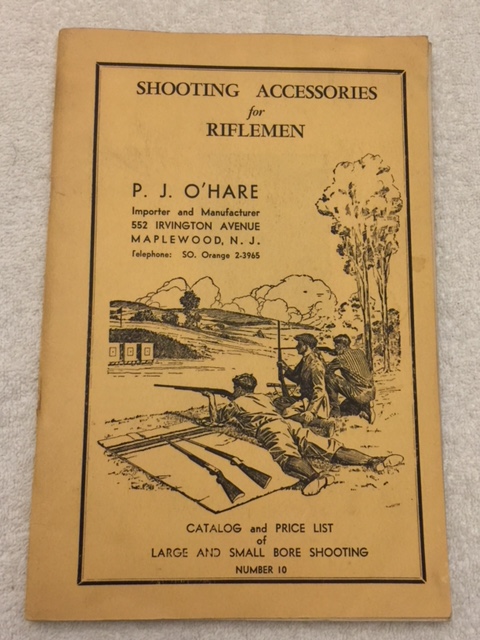 SHOOTING ACCESSORIES
for
RIFLEMEN
P. J. O'HARE
Importer and Manufacturer
552 IRVINGTON AVENUE
MAPLEWOOD, N. J.
Telephone: SO. Orange 2-3965
CATALOG and PRICE LIST
of
LARGE AND SMALL BORE SHOOTING
NUMBER 10